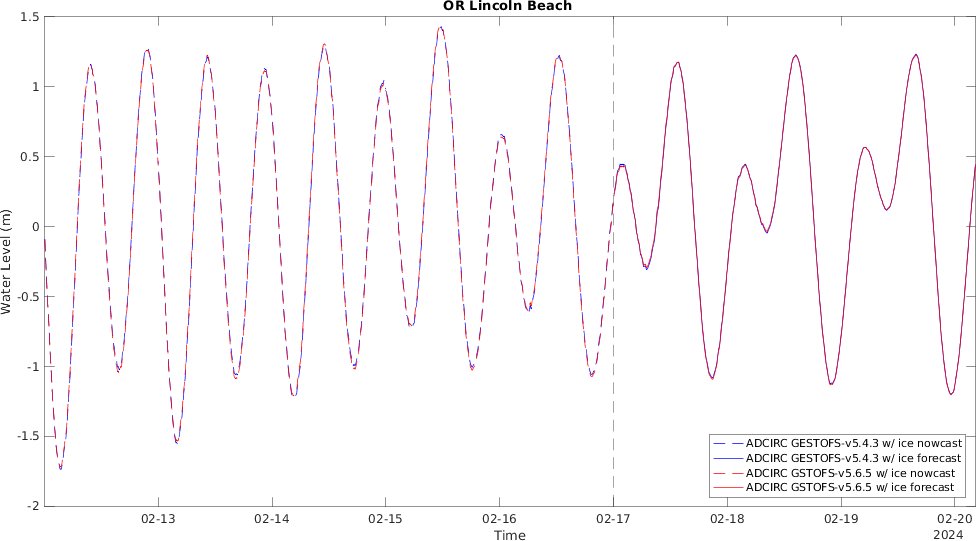 OR Lincoln Beach
1.5
1
0.5
0
-0.5
-1
-1.5
-2
Water Level (m)
02-13
02-14
02-15
02-16
02-17
02-18
02-19
02-20
2024
Time
ADCIRC GESTOFS-v5.4.3 w/ ice nowcast
ADCIRC GESTOFS-v5.4.3 w/ ice forecast
ADCIRC GSTOFS-v5.6.5 w/ ice nowcast
ADCIRC GSTOFS-v5.6.5 w/ ice forecast